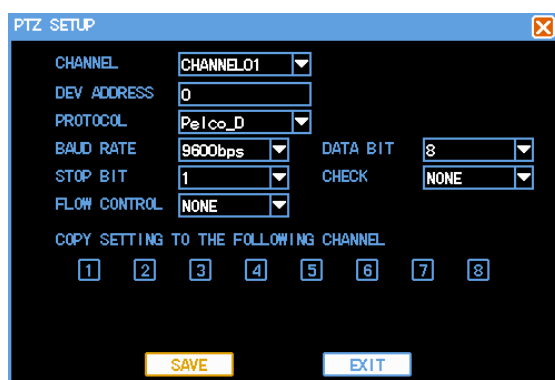 PTZ SETUP
CHANNEL CHANNEL01
DEV ADDRESS 0
PROTOCOL Pelco_D
BAUD RATE 9600bps DATA BIT 8
STOP BIT 1 CHECK NONE
FLOW CONTROL NONE
COPY SETTING TO THE FOLLOWING CHANNEL
1 2 3 4 5 6 7 8
SAVE EXIT